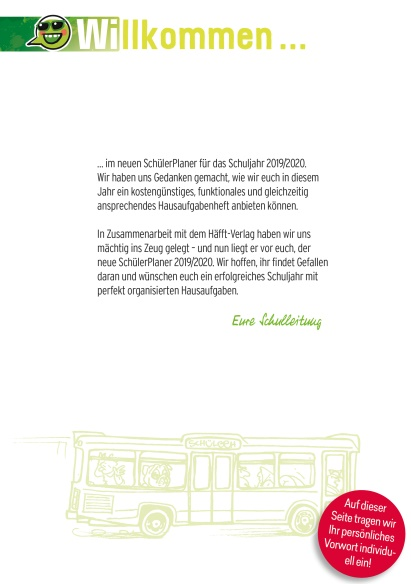 Willkommen ...
... im neuen SchülerPlaner für das Schuljahr 2019/2020.
Wir haben uns Gedanken gemacht, wie wir euch in diesem
Jahr ein kostengünstiges, funktionales und gleichzeitig
ansprechendes Hausaufgabenheft anbieten können.
In Zusammenarbeit mit dem Häfft-Verlag haben wir uns
mächtig ins Zeug gelegt – und nun liegt er vor euch, der
neue SchülerPlaner 2019/2020. Wir hoffen, ihr findet Gefallen
daran und wünschen euch ein erfolgreiches Schuljahr mit
perfekt organisierten Hausaufgaben.
Eure Schulleitung
Auf dieser
Seite tragen wir
Ihr persönliches
Vorwort individu-
ell ein!